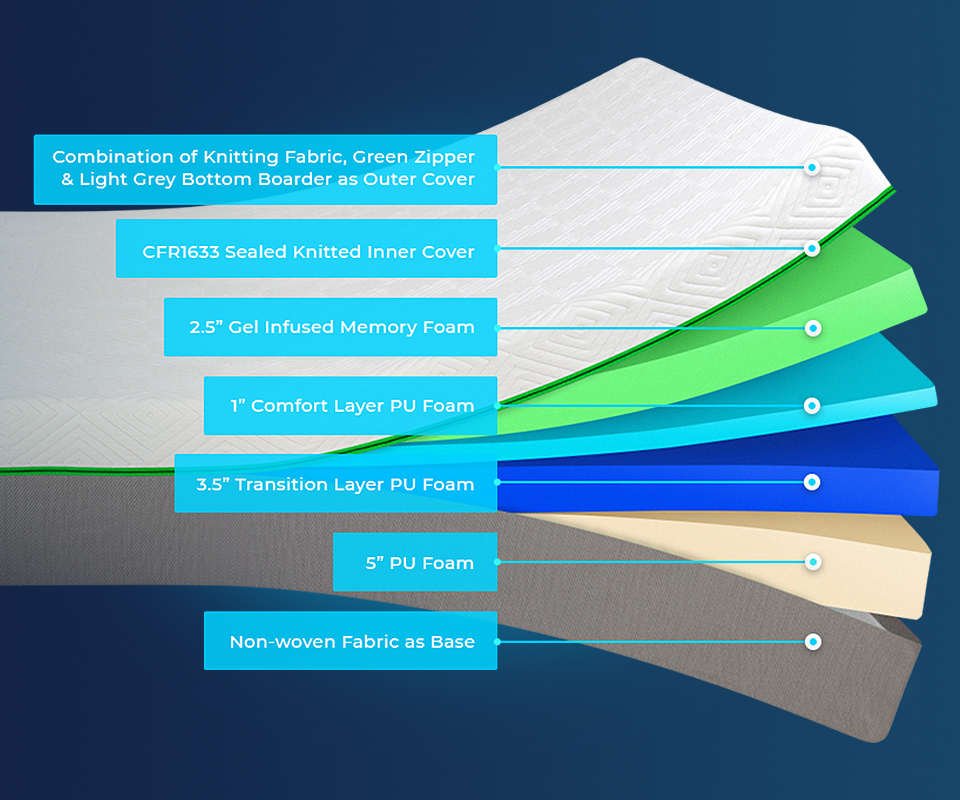 Combination of Knitting Fabric, Green Zipper
& Light Grey Bottom Boarder as Outer Cover
CFR1633 Sealed Knitted Inner Cover
2.5” Gel Infused Memory Foam
1” Comfort Layer PU Foam
3.5” Transition Layer PU Foam
5” PU Foam
Non-woven Fabric as Base